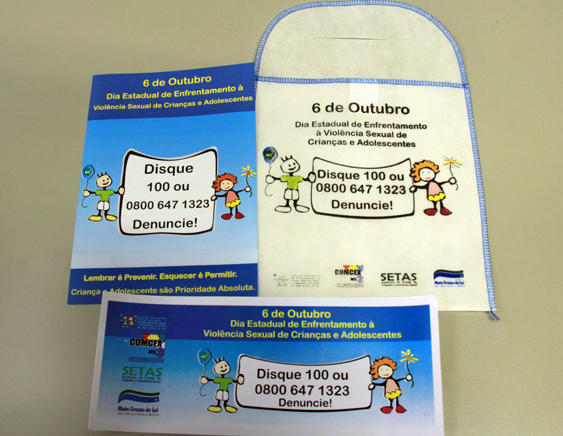 6 de Outubro
Dia Estadual de Enfrentamento à
Violência Sexual de Crianças e Adolescentes
Disque
100 ou
0800 647 1323
Denuncie!
Lembrar é Prevenir. Esquecer é Permitir.
Criança e Adolescente são Prioridade Absoluta.
6 de Outubro
Dia Estadual de Enfrentamento
à Violência Sexual de
Crianças e Adolescentes
Disque 100 ou
0800 647 1323
Denuncie!
COMCEX
MS
SETAS
Mato Grosso do Sul
6 de Outubro
Dia Estadual de Enfrentamento à
Violência Sexual de Crianças e Adolescentes
COMCEX
MS
SETAS
Mato Grosso do Sul
Disque 100 ou
0800 647 1323
Denuncie!